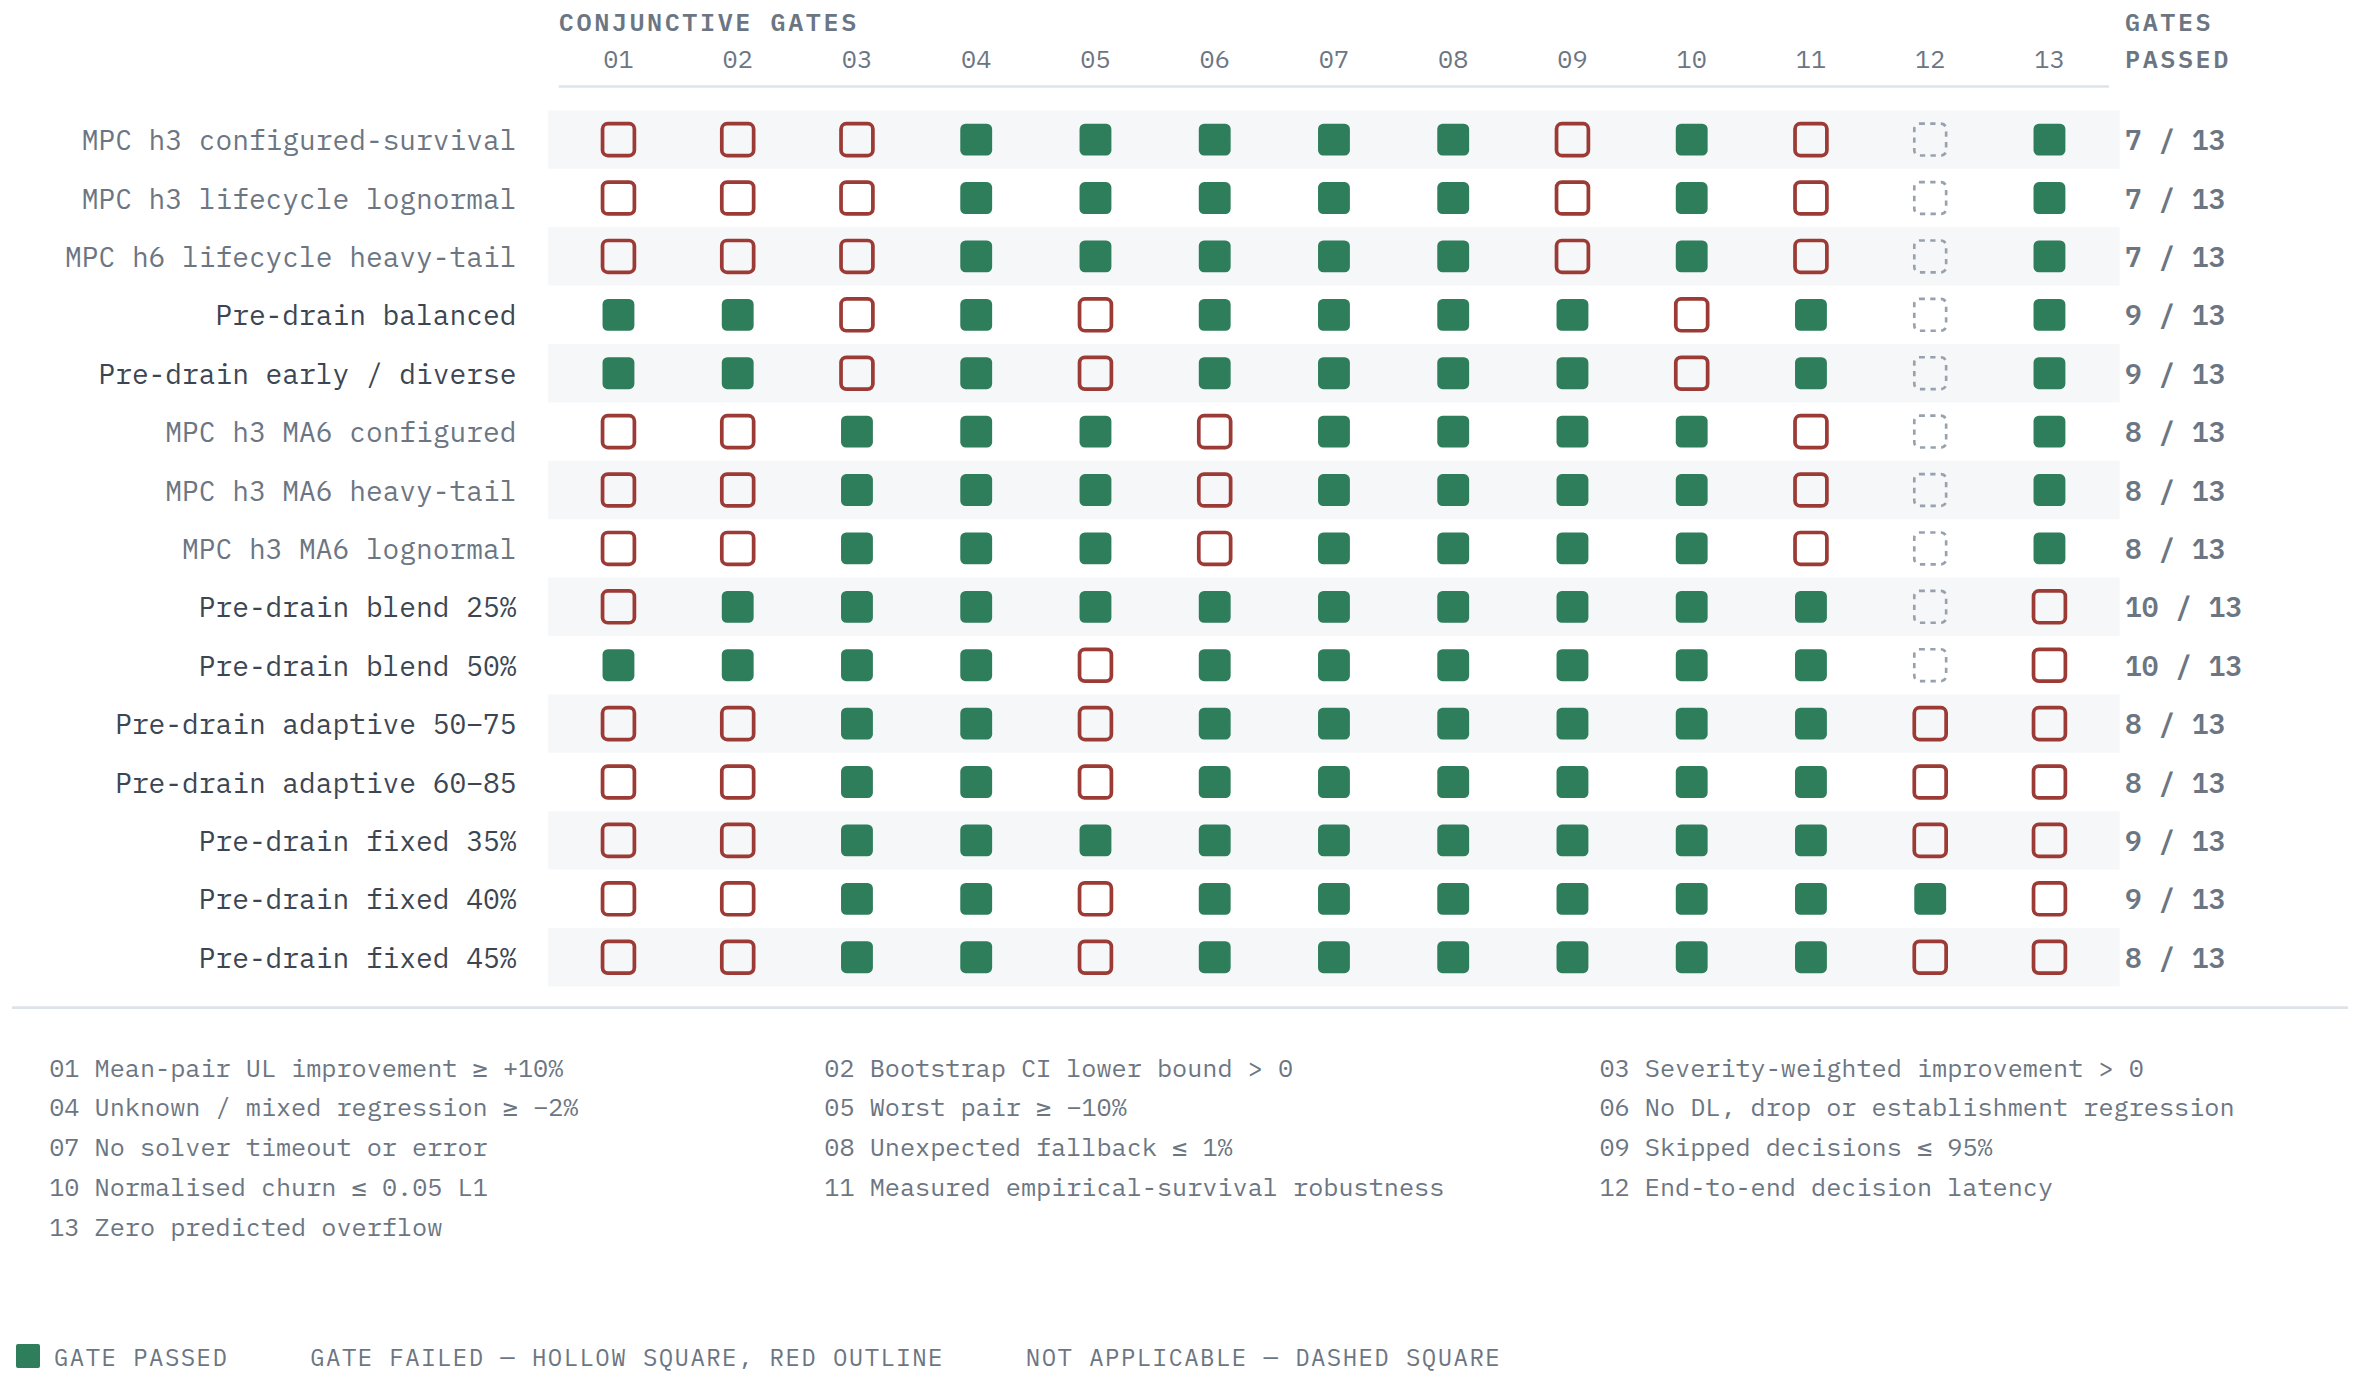 CONJUNCTIVE GATES
GATES PASSED
01 02 03 04 05 06 07 08 09 10 11 12 13
MPC h3 configured-survival 7 / 13
MPC h3 lifecycle lognormal 7 / 13
MPC h6 lifecycle heavy-tail 7 / 13
Pre-drain balanced 9 / 13
Pre-drain early / diverse 9 / 13
MPC h3 MA6 configured 8 / 13
MPC h3 MA6 heavy-tail 8 / 13
MPC h3 MA6 lognormal 8 / 13
Pre-drain blend 25% 10 / 13
Pre-drain blend 50% 10 / 13
Pre-drain adaptive 50–75 8 / 13
Pre-drain adaptive 60–85 8 / 13
Pre-drain fixed 35% 9 / 13
Pre-drain fixed 40% 9 / 13
Pre-drain fixed 45% 8 / 13
01 Mean-pair UL improvement ≥ +10%
02 Bootstrap CI lower bound > 0
03 Severity-weighted improvement > 0
04 Unknown / mixed regression ≥ −2%
05 Worst pair ≥ −10%
06 No DL, drop or establishment regression
07 No solver timeout or error
08 Unexpected fallback ≤ 1%
09 Skipped decisions ≤ 95%
10 Normalised churn ≤ 0.05 L1
11 Measured empirical-survival robustness
12 End-to-end decision latency
13 Zero predicted overflow
GATE PASSED
GATE FAILED — HOLLOW SQUARE, RED OUTLINE
NOT APPLICABLE — DASHED SQUARE